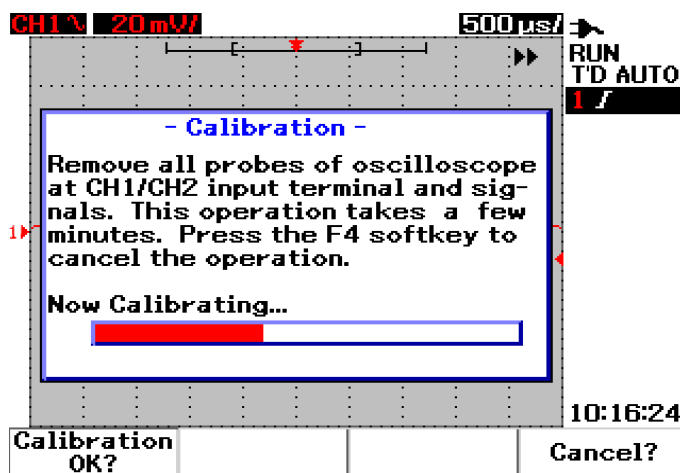 CH1 20 mV/ 500 µs/
RUN
T'D AUTO
1
- Calibration -
Remove all probes of oscilloscope
at CH1/CH2 input terminal and sig-
nals. This operation takes a few
minutes. Press the F4 softkey to
cancel the operation.
1
Now Calibrating...
10:16:24
Calibration
OK?
Cancel?